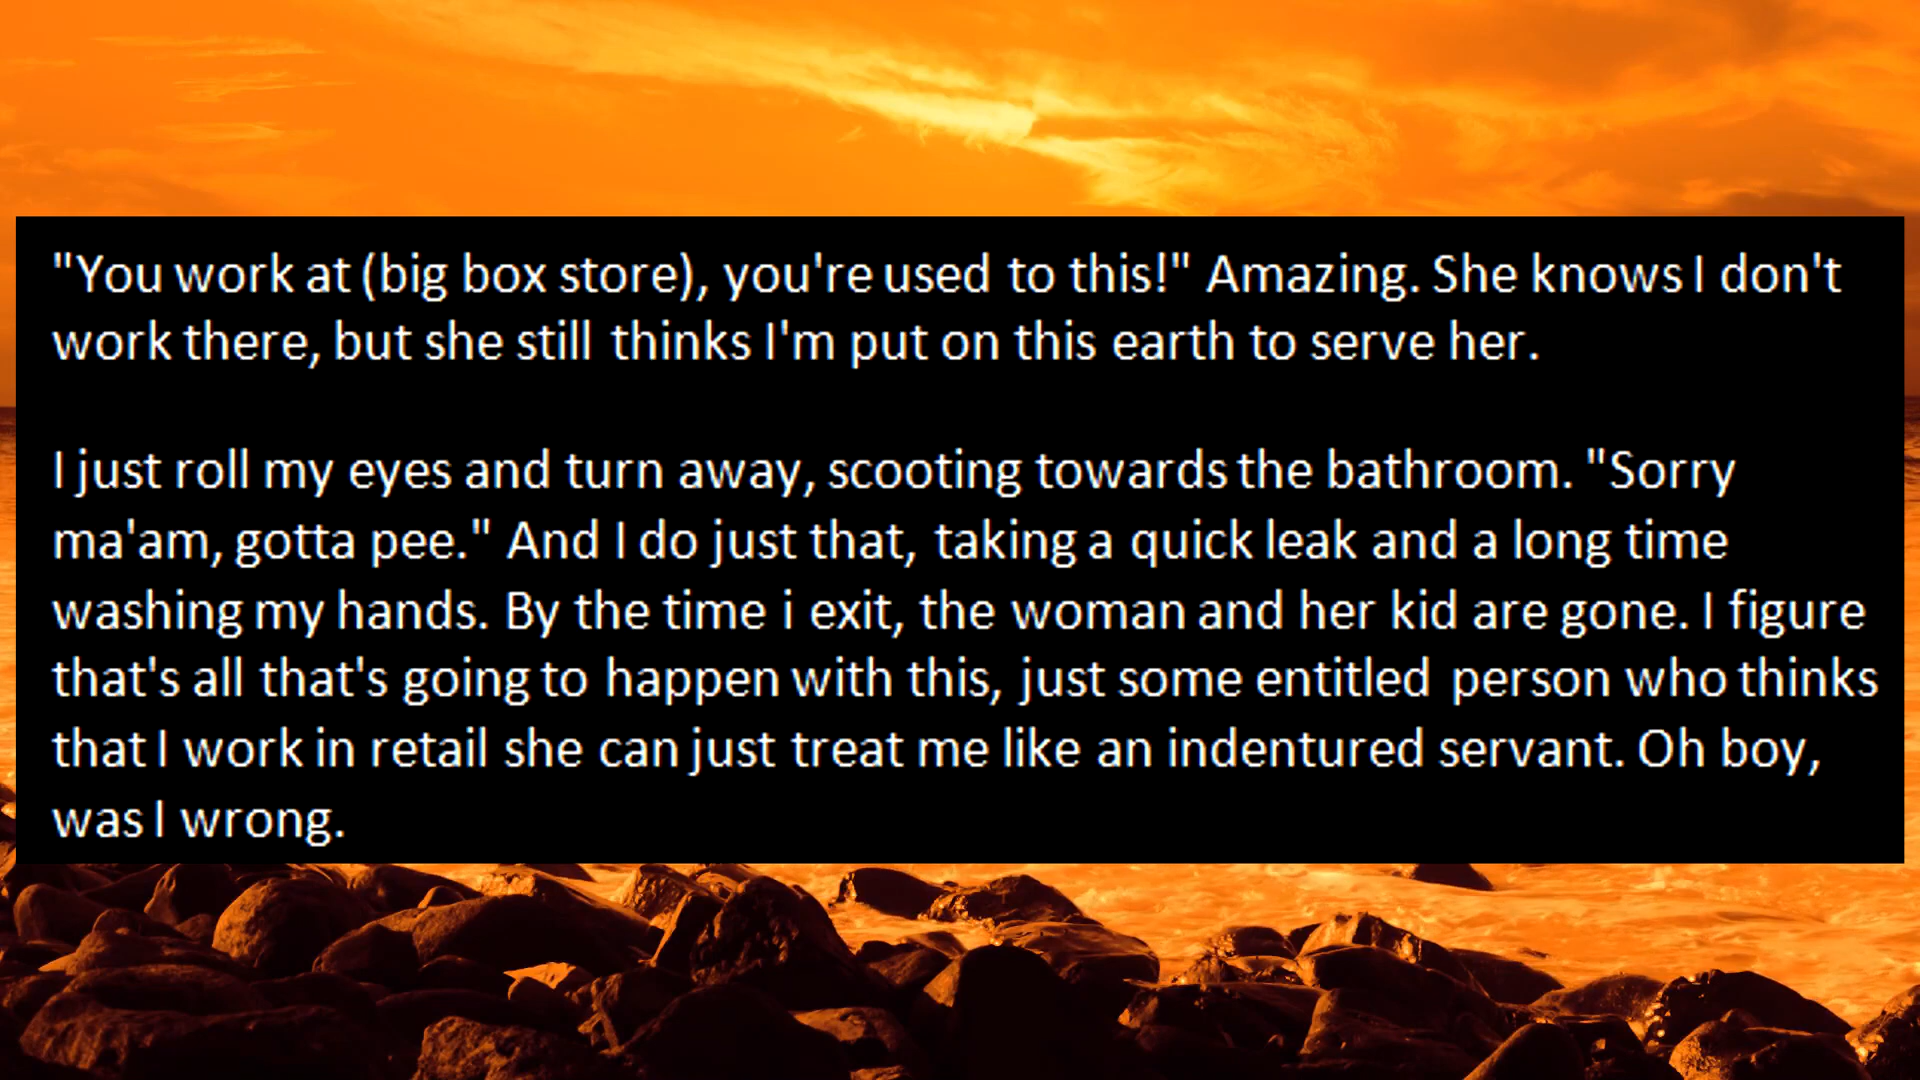 "You work at (big box store), you're used to this!" Amazing. She knows I don't
work there, but she still thinks I'm put on this earth to serve her.
I just roll my eyes and turn away, scooting towards the bathroom. "Sorry
ma'am, gotta pee." And I do just that, taking a quick leak and a long time
washing my hands. By the time i exit, the woman and her kid are gone. I figure
that's all that's going to happen with this, just some entitled person who thinks
that I work in retail she can just treat me like an indentured servant. Oh boy,
was I wrong.